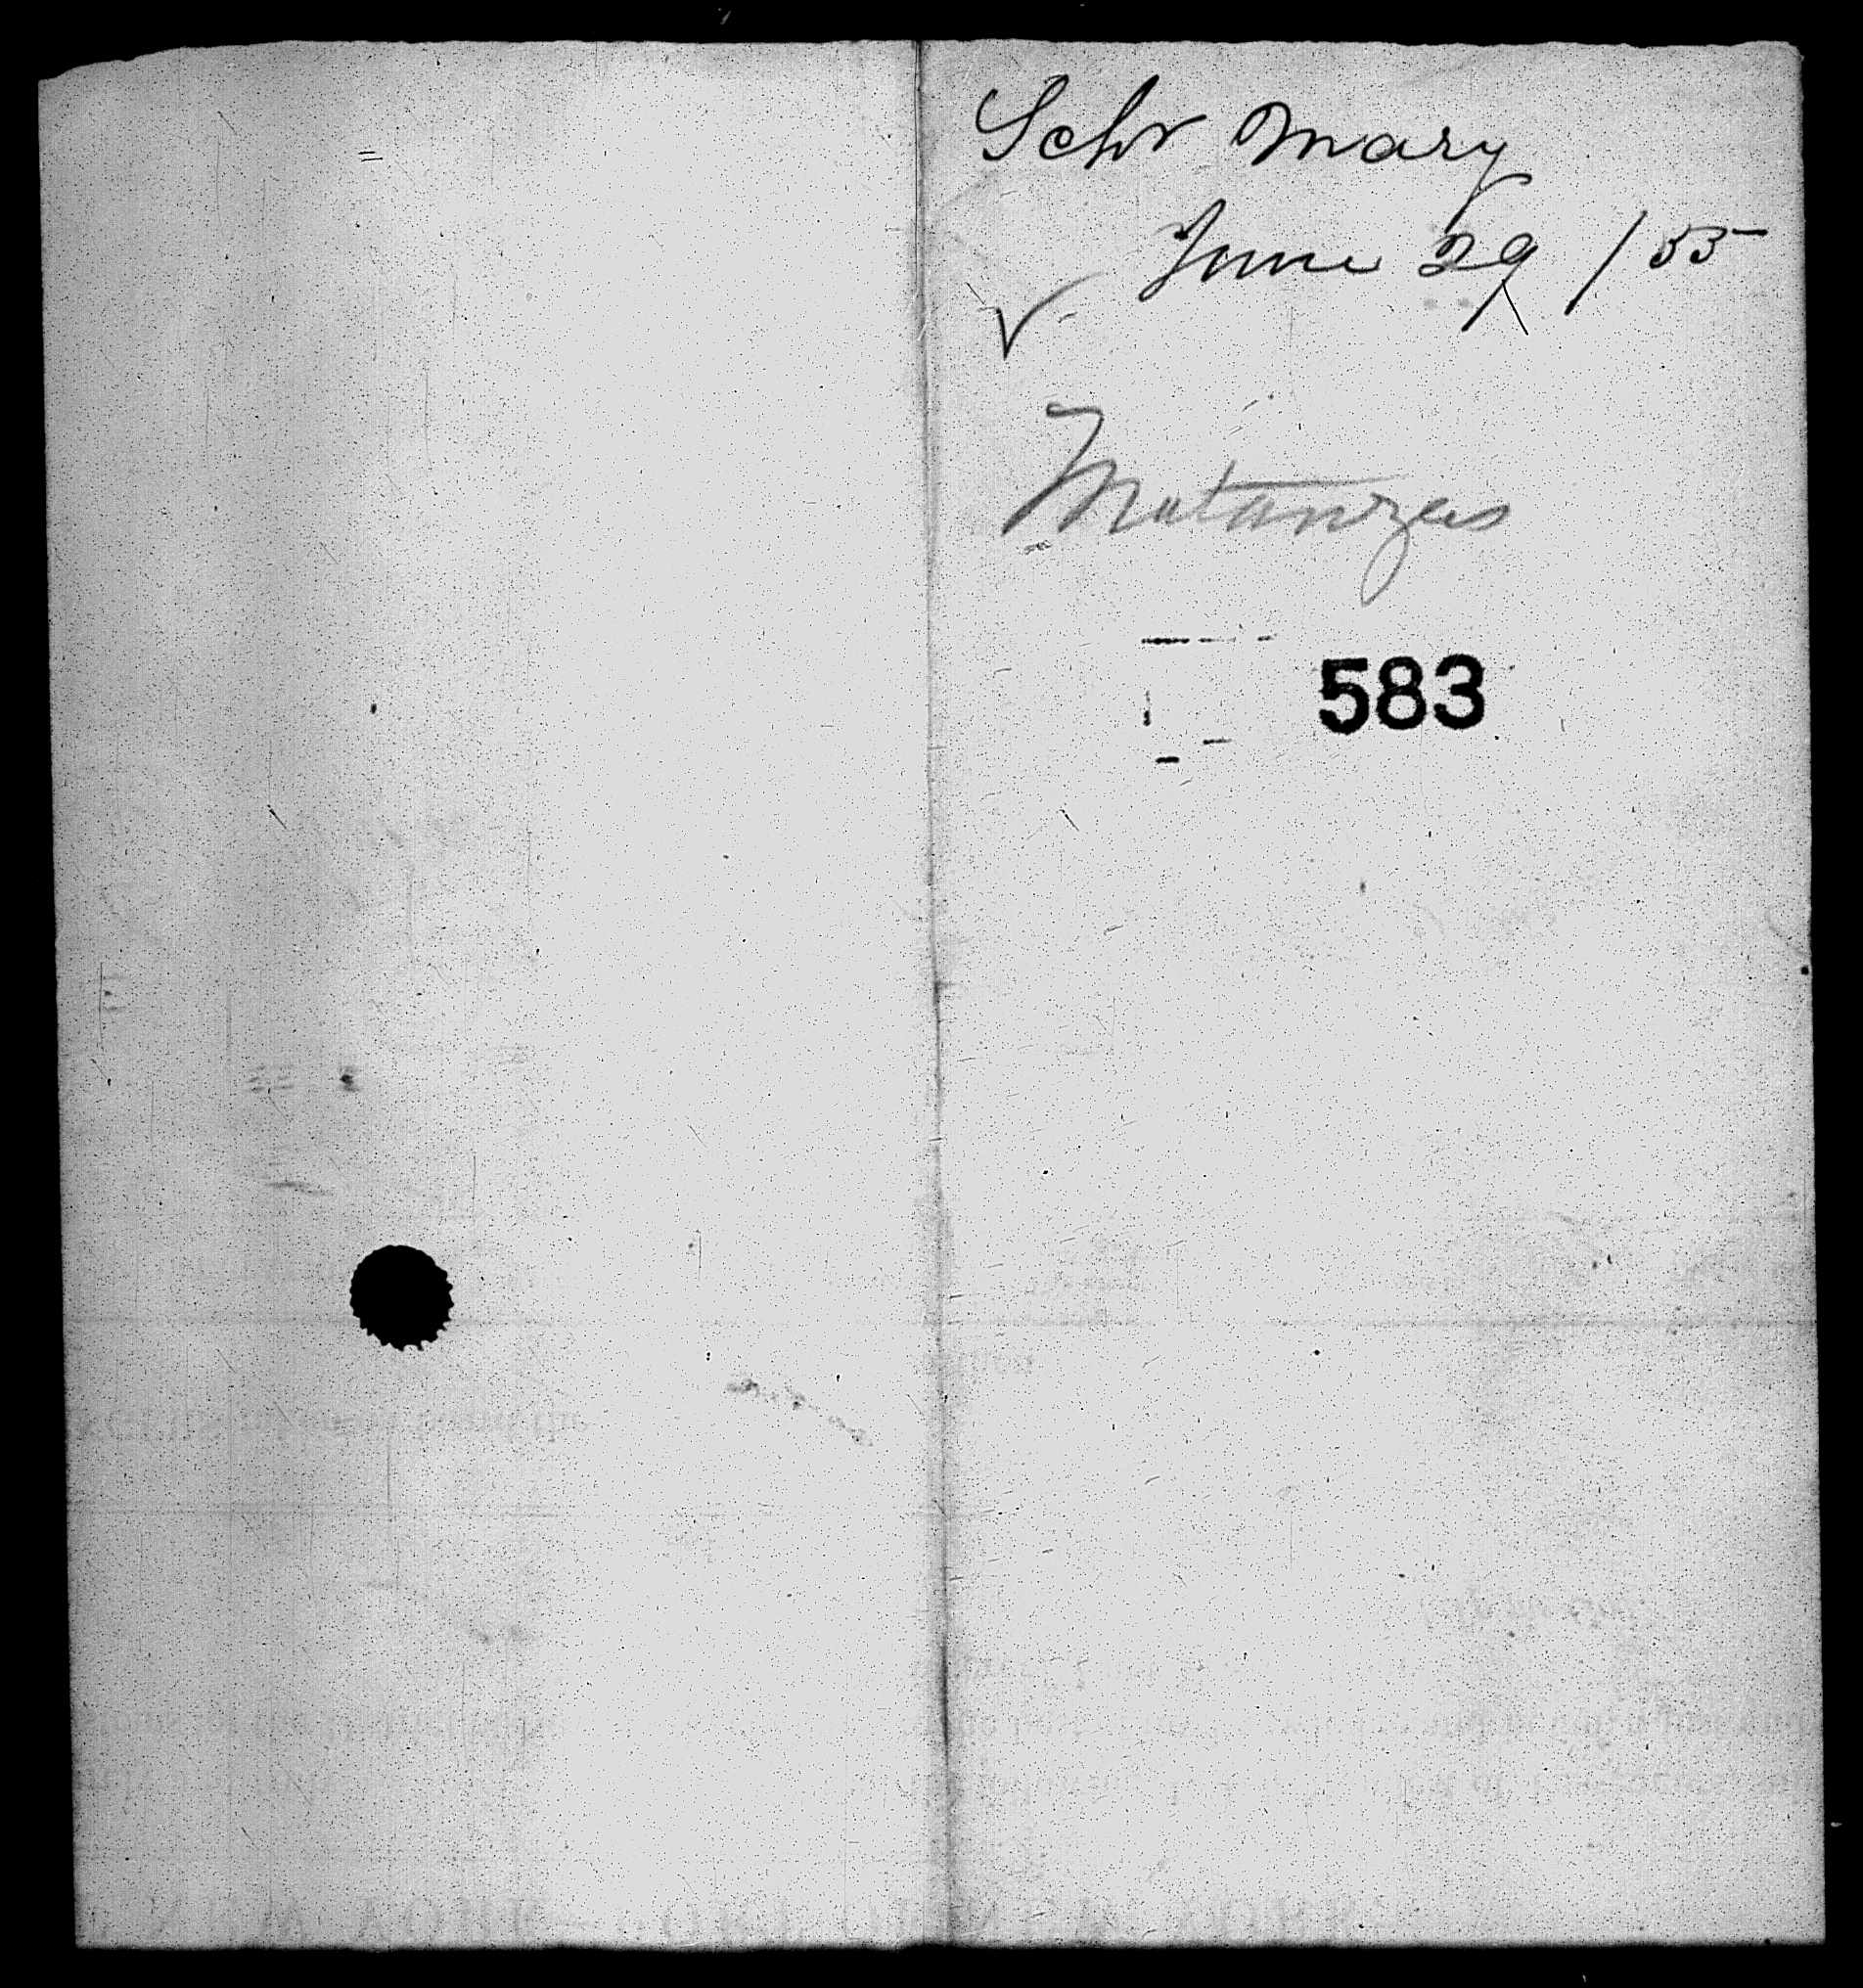 Schr Mary
June 29 / 55
Matanzas
583